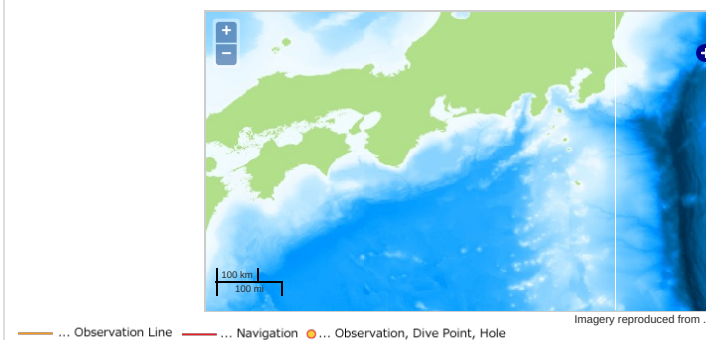 +
−
100 km
100 mi
Imagery reproduced from .
... Observation Line ... Navigation ... Observation, Dive Point, Hole